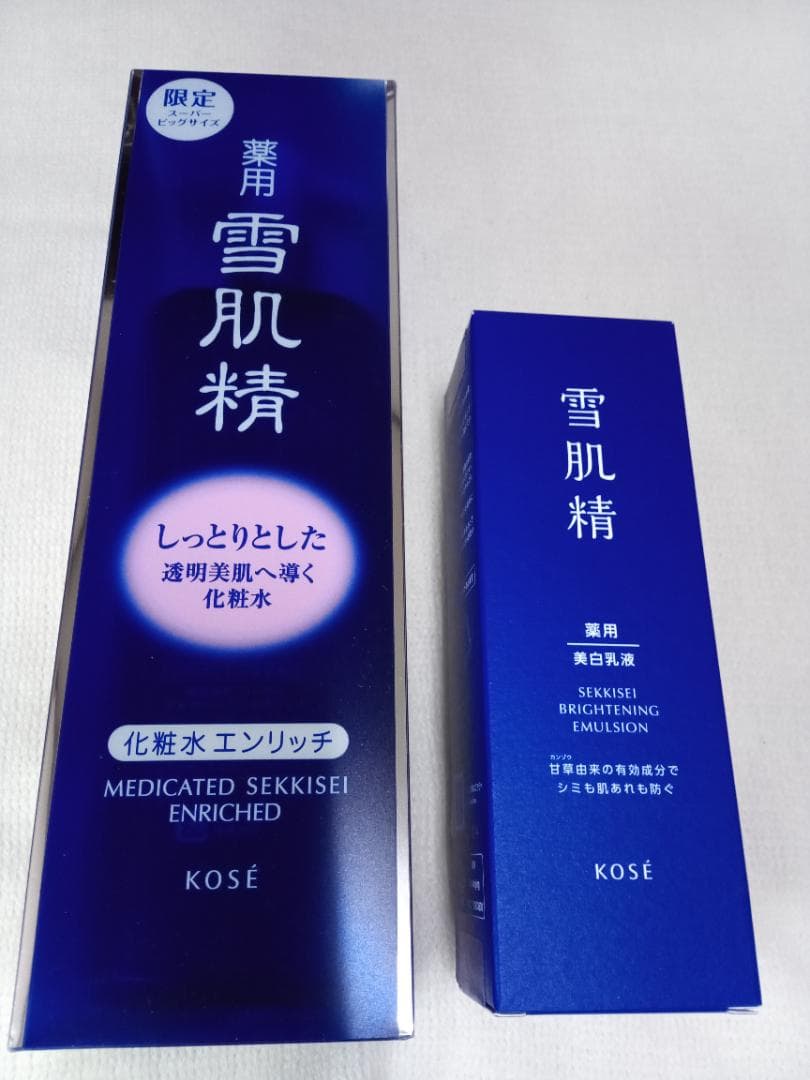 限定
スーパー
ビッグサイズ
薬用
雪肌精
しっとりとした
透明美肌へ導く
化粧水
化粧水 エンリッチ
MEDICATED SEKKISEI
ENRICHED
KOSÉ
雪肌精
薬用
美白乳液
SEKKISEI
BRIGHTENING
EMULSION
カンゾウ
甘草由来の有効成分で
シミも肌あれも防ぐ
KOSÉ